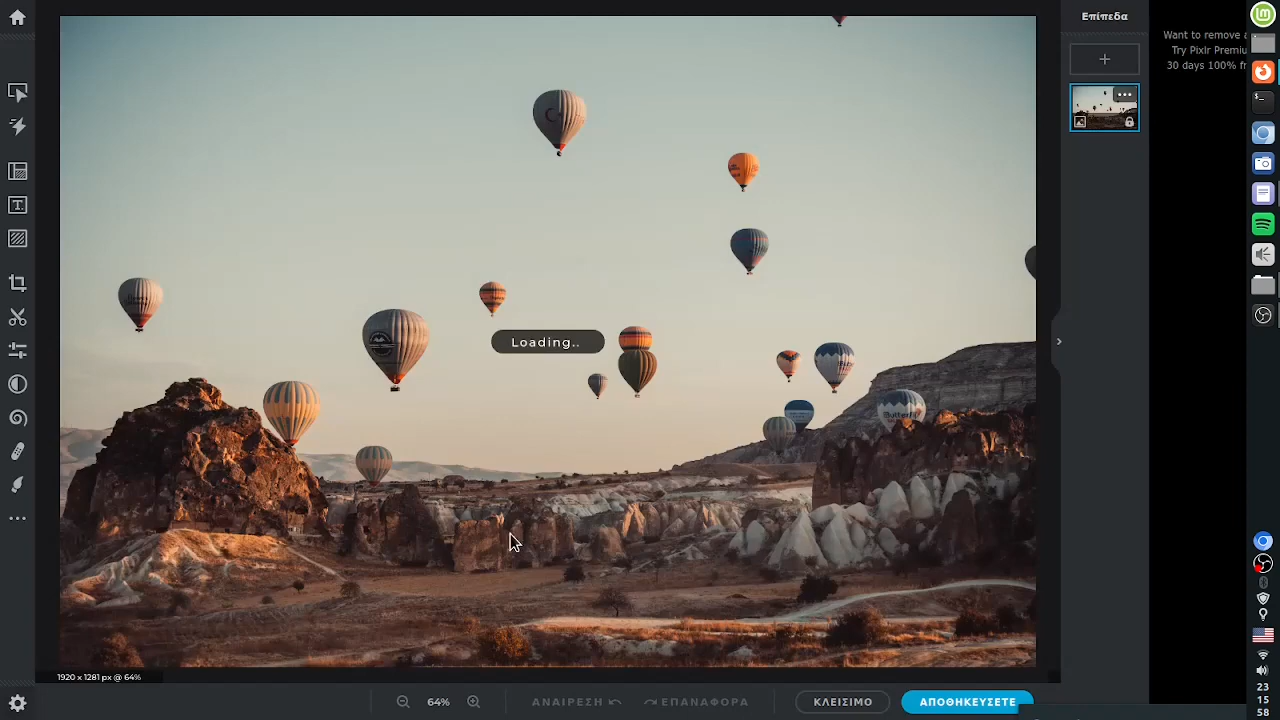 Επίπεδα
Want to remove
Try Pixlr Premiu
30 days 100% fr
Loading..
1920 x 1281 px @ 64%
64%
ΑΝΑΙΡΕΣΗ
ΕΠΑΝΑΦΟΡΑ
ΚΛΕΙΣΙΜΟ
ΑΠΟΘΗΚΕΥΣΕΤΕ
23
15
58